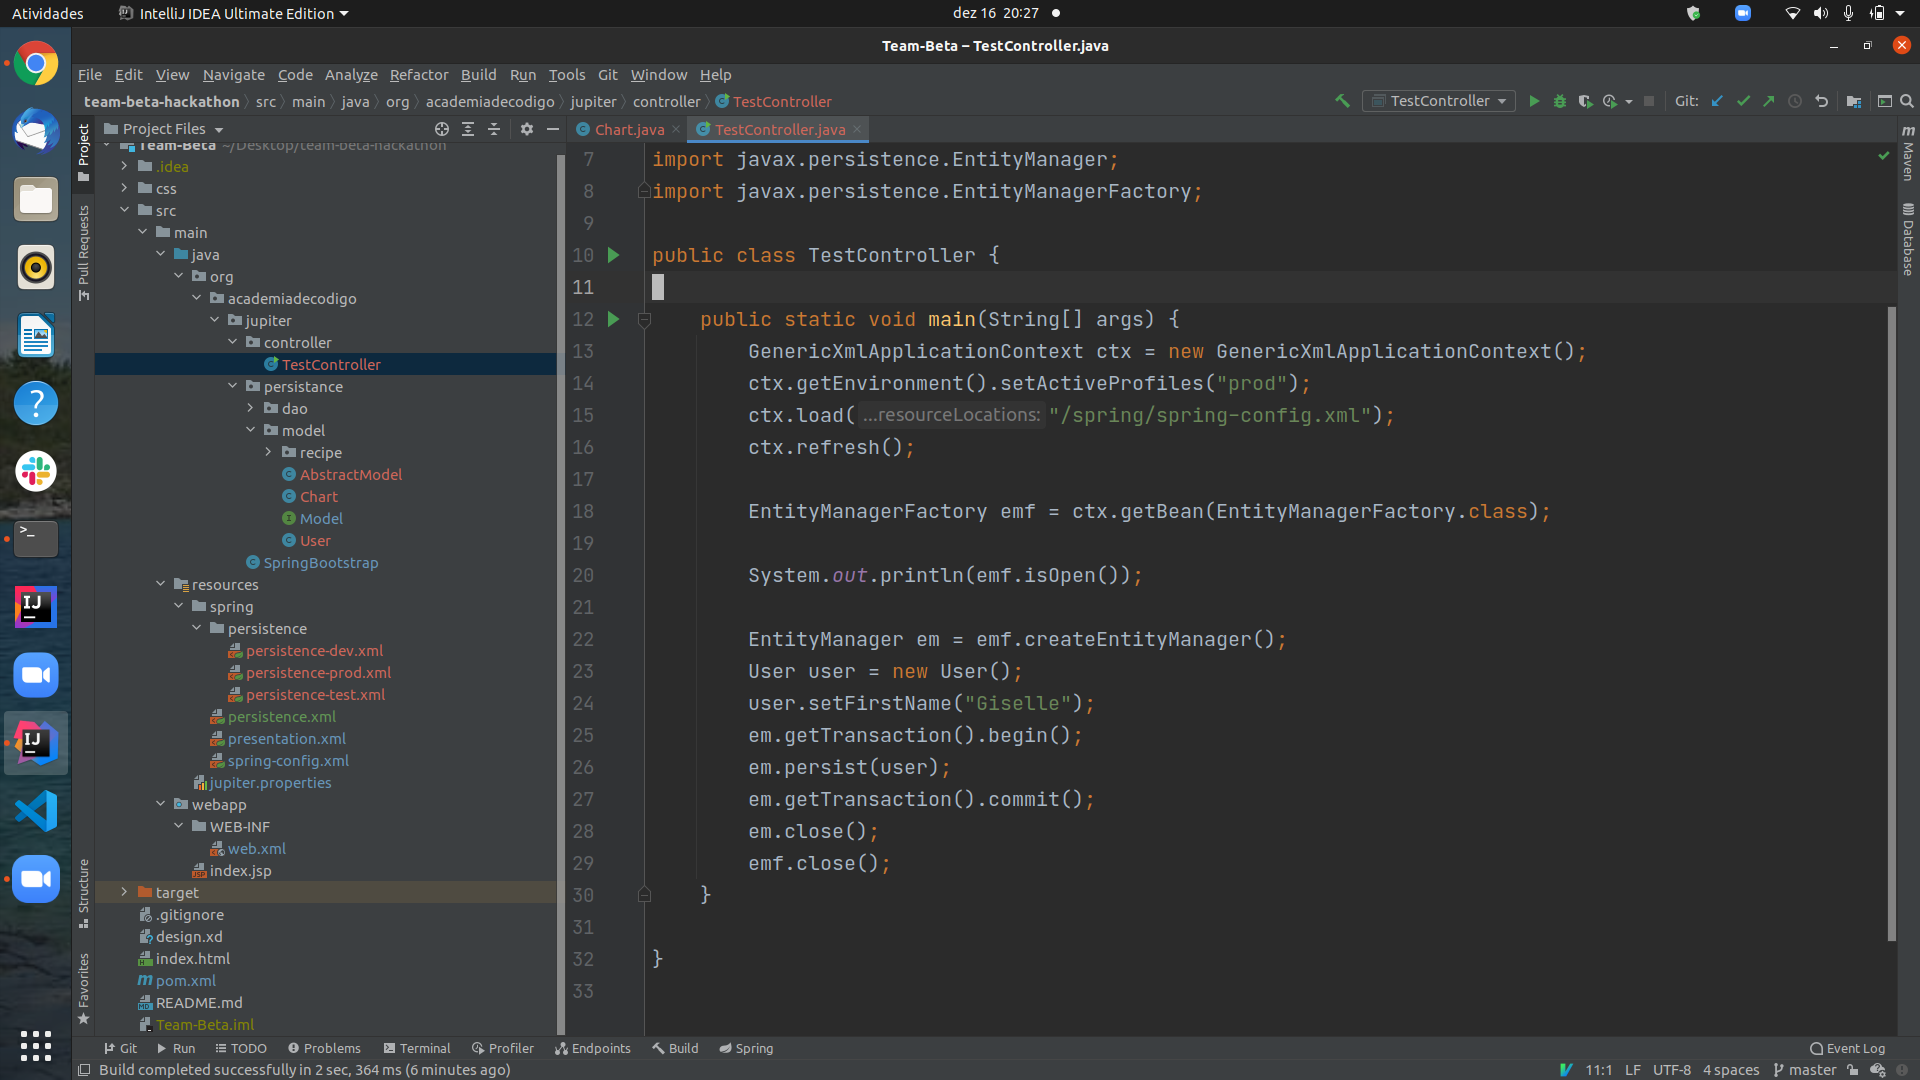 Atividades
IntelliJ IDEA Ultimate Edition
dez 16 20:27
Team-Beta – TestController.java
File Edit View Navigate Code Analyze Refactor Build Run Tools Git Window Help
team-beta-hackathon src main java org academiadecodigo jupiter controller TestController
TestController
Git:
Project Files
Chart.java
TestController.java
Project
Pull Requests
Structure
Favorites
Team-Beta ~/Desktop/team-beta-hackathon
.idea
css
src
main
java
org
academiadecodigo
jupiter
controller
TestController
persistance
dao
model
recipe
AbstractModel
Chart
Model
User
SpringBootstrap
resources
spring
persistence
persistence-dev.xml
persistence-prod.xml
persistence-test.xml
persistence.xml
presentation.xml
spring-config.xml
jupiter.properties
webapp
WEB-INF
web.xml
index.jsp
target
.gitignore
design.xd
index.html
pom.xml
README.md
Team-Beta.iml
7 import javax.persistence.EntityManager;
8 import javax.persistence.EntityManagerFactory;
9
10 public class TestController {
11
12 public static void main(String[] args) {
13 GenericXmlApplicationContext ctx = new GenericXmlApplicationContext();
14 ctx.getEnvironment().setActiveProfiles("prod");
15 ctx.load( ...resourceLocations: "/spring/spring-config.xml");
16 ctx.refresh();
17
18 EntityManagerFactory emf = ctx.getBean(EntityManagerFactory.class);
19
20 System.out.println(emf.isOpen());
21
22 EntityManager em = emf.createEntityManager();
23 User user = new User();
24 user.setFirstName("Giselle");
25 em.getTransaction().begin();
26 em.persist(user);
27 em.getTransaction().commit();
28 em.close();
29 emf.close();
30 }
31
32 }
33
Maven
Database
Git Run TODO Problems Terminal Profiler Endpoints Build Spring
Event Log
Build completed successfully in 2 sec, 364 ms (6 minutes ago)
11:1 LF UTF-8 4 spaces master